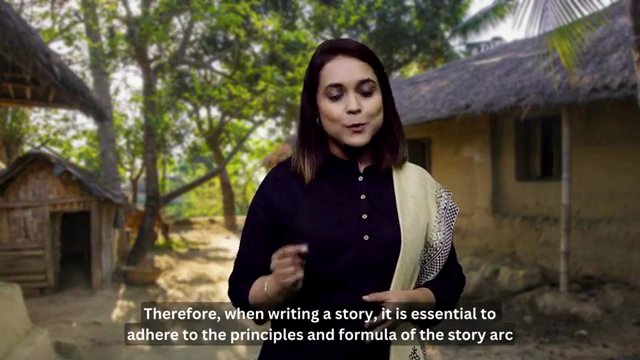 Therefore, when writing a story, it is essential to
adhere to the principles and formula of the story arc